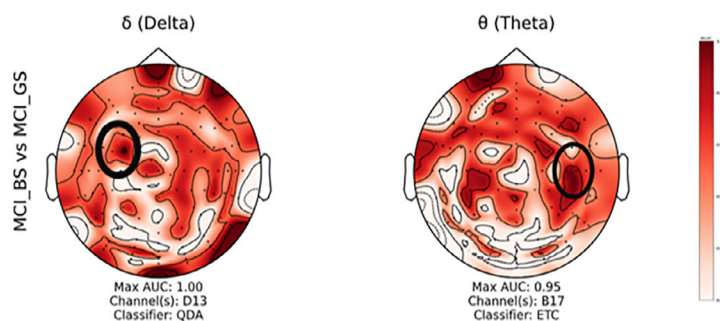 δ (Delta)
θ (Theta)
MCI_BS vs MCI_GS
Max AUC: 1.00
Channel(s): D13
Classifier: QDA
Max AUC: 0.95
Channel(s): B17
Classifier: ETC